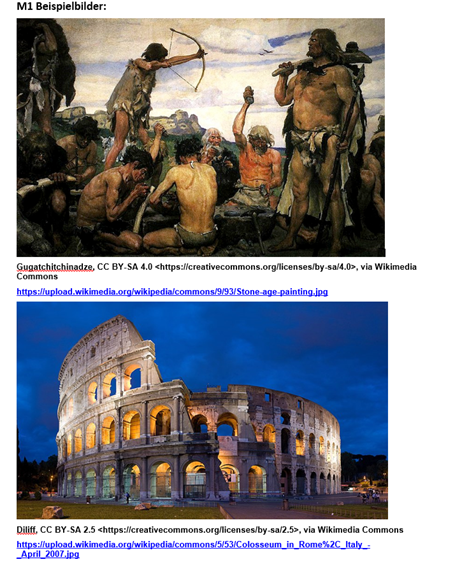 M1 Beispielbilder:
Gugatchitchinadze, CC BY-SA 4.0 <https://creativecommons.org/licenses/by-sa/4.0>, via Wikimedia
Commons
https://upload.wikimedia.org/wikipedia/commons/9/93/Stone-age-painting.jpg
Diliff, CC BY-SA 2.5 <https://creativecommons.org/licenses/by-sa/2.5>, via Wikimedia Commons
https://upload.wikimedia.org/wikipedia/commons/5/53/Colosseum_in_Rome%2C_Italy_-
_April_2007.jpg